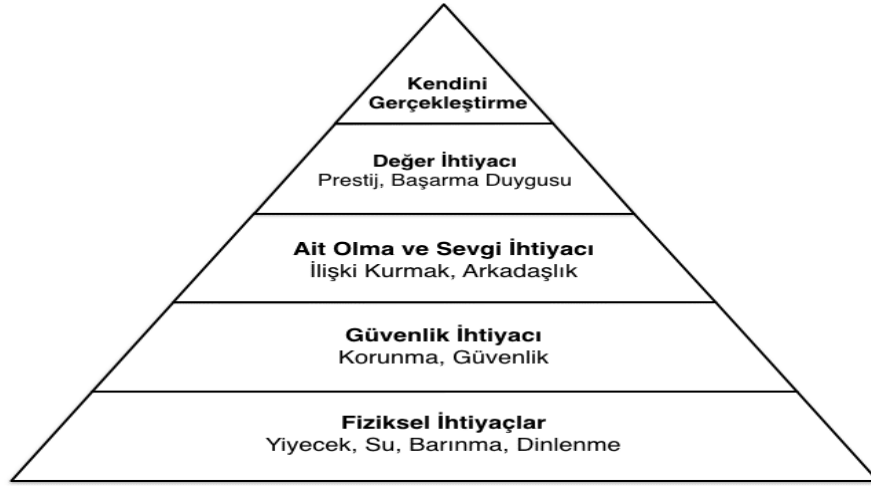 Kendini
Gerçekleştirme
Değer İhtiyacı
Prestij, Başarma Duygusu
Ait Olma ve Sevgi İhtiyacı
İlişki Kurmak, Arkadaşlık
Güvenlik İhtiyacı
Korunma, Güvenlik
Fiziksel İhtiyaçlar
Yiyecek, Su, Barınma, Dinlenme